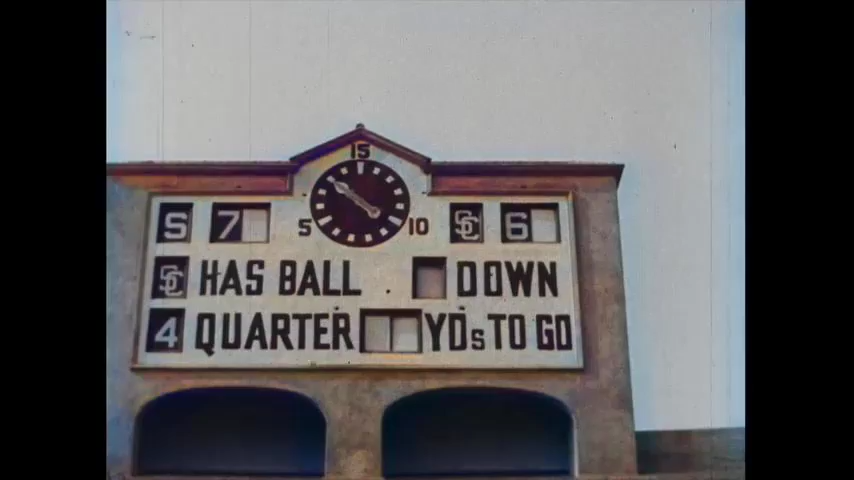 15
5 10
S 7 SC 6
SC HAS BALL DOWN
4 QUARTER YDS TO GO